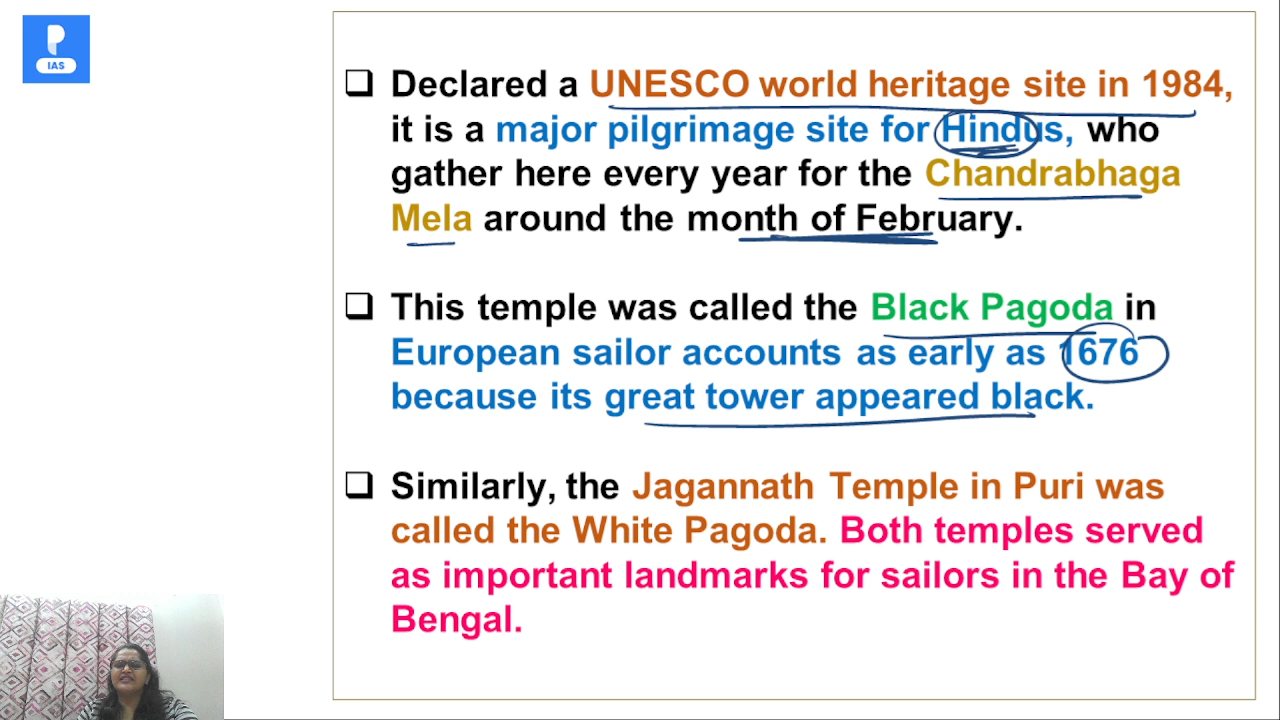 P
IAS
Declared a UNESCO world heritage site in 1984,
it is a major pilgrimage site for Hindus, who
gather here every year for the Chandrabhaga
Mela around the month of February.
This temple was called the Black Pagoda in
European sailor accounts as early as 1676
because its great tower appeared black.
Similarly, the Jagannath Temple in Puri was
called the White Pagoda. Both temples served
as important landmarks for sailors in the Bay of
Bengal.